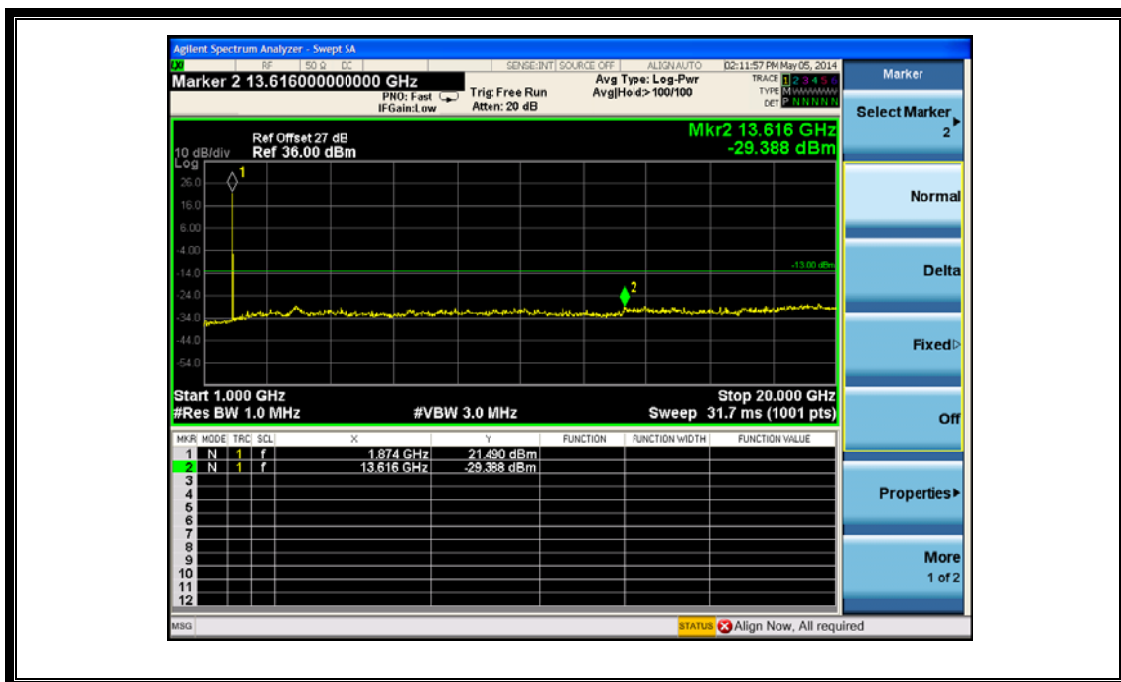 Agilent Spectrum Analyzer - Swept SA
RF 50 Ω DC SENSE:INT SOURCE OFF ALIGN AUTO 02:11:57 PM May 05, 2014
Marker 2 13.616000000000 GHz
PNO: Fast
IFGain:Low
Trig: Free Run
Atten: 20 dB
Avg Type: Log-Pwr
Avg|Hold:> 100/100
TRACE 1 2 3 4 5 6
TYPE M WWWWW
DET P N N N N N
Mkr2 13.616 GHz
-29.388 dBm
Ref Offset 27 dB
10 dB/div Ref 36.00 dBm
Log
1
26.0
16.0
6.00
-4.00
-13.00 dBm
-14.0
2
-24.0
-34.0
-44.0
-54.0
Start 1.000 GHz Stop 20.000 GHz
#Res BW 1.0 MHz #VBW 3.0 MHz Sweep 31.7 ms (1001 pts)
MKR MODE TRC SCL X Y FUNCTION FUNCTION WIDTH FUNCTION VALUE
1 N 1 f 1.874 GHz 21.490 dBm
2 N 1 f 13.616 GHz -29.388 dBm
3
4
5
6
7
8
9
10
11
12
MSG STATUS Align Now, All required
Marker
Select Marker
2
Normal
Delta
Fixed
Off
Properties
More
1 of 2